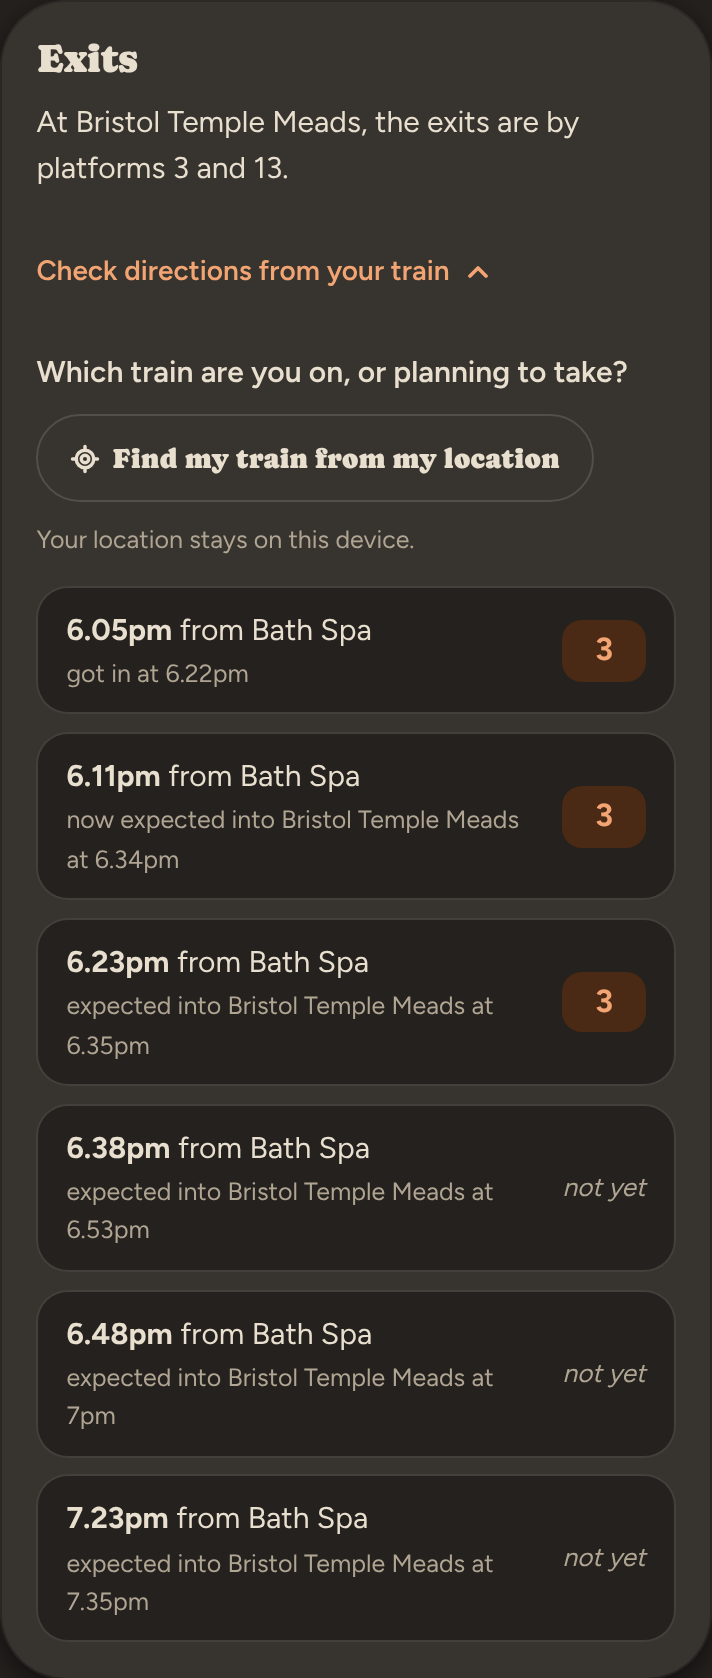 Exits
At Bristol Temple Meads, the exits are by
platforms 3 and 13.
Check directions from your train
Which train are you on, or planning to take?
Find my train from my location
Your location stays on this device.
6.05pm from Bath Spa
got in at 6.22pm
3
6.11pm from Bath Spa
now expected into Bristol Temple Meads
at 6.34pm
3
6.23pm from Bath Spa
expected into Bristol Temple Meads at
6.35pm
3
6.38pm from Bath Spa
expected into Bristol Temple Meads at
6.53pm
not yet
6.48pm from Bath Spa
expected into Bristol Temple Meads at
7pm
not yet
7.23pm from Bath Spa
expected into Bristol Temple Meads at
7.35pm
not yet